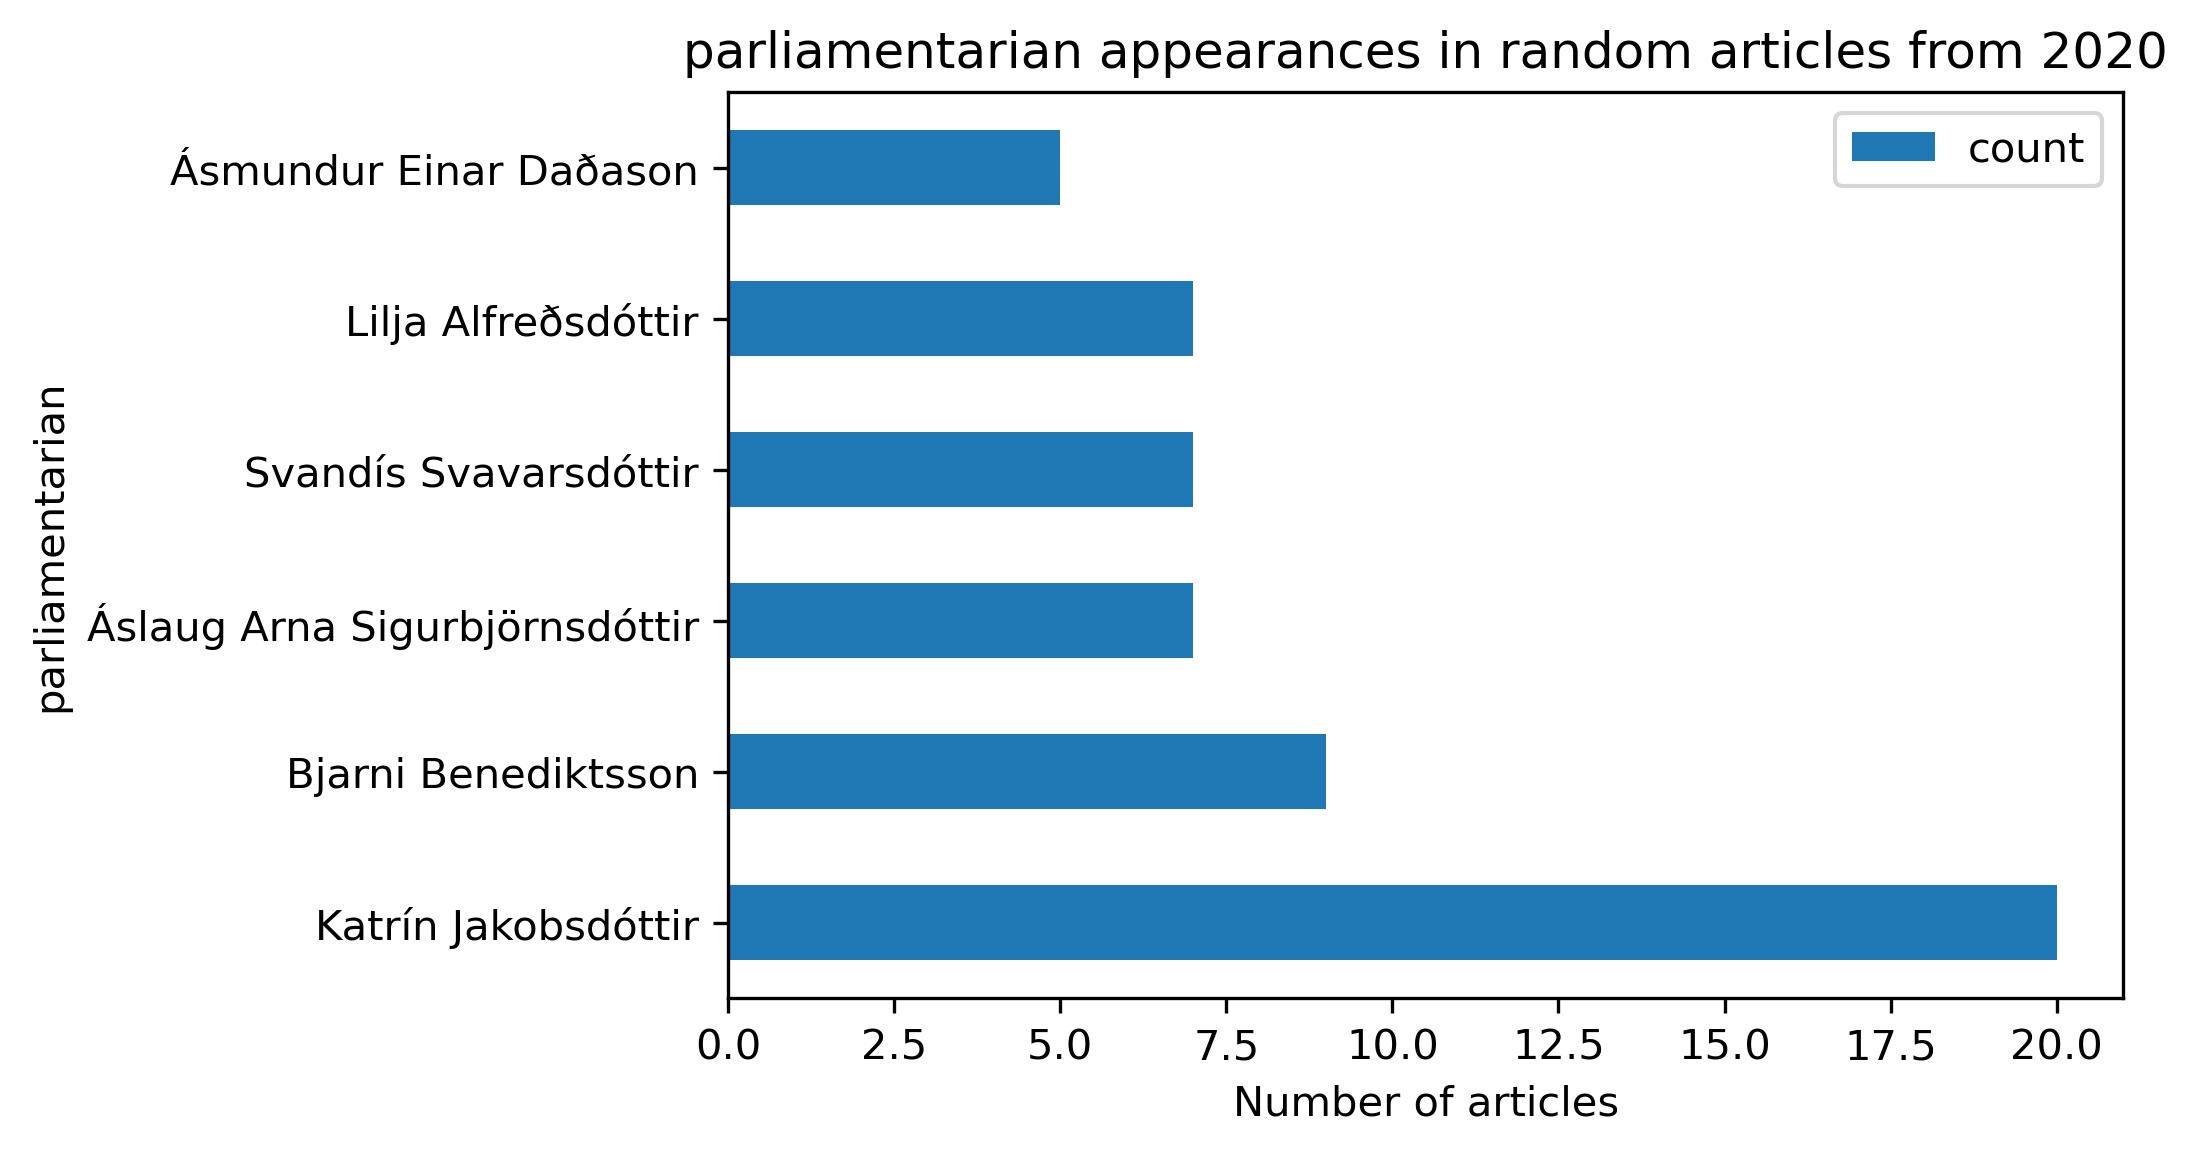 parliamentarian appearances in random articles from 2020
count
Ásmundur Einar Daðason
Lilja Alfreðsdóttir
Svandís Svavarsdóttir
Áslaug Arna Sigurbjörnsdóttir
Bjarni Benediktsson
Katrín Jakobsdóttir
parliamentarian
0.0 2.5 5.0 7.5 10.0 12.5 15.0 17.5 20.0
Number of articles